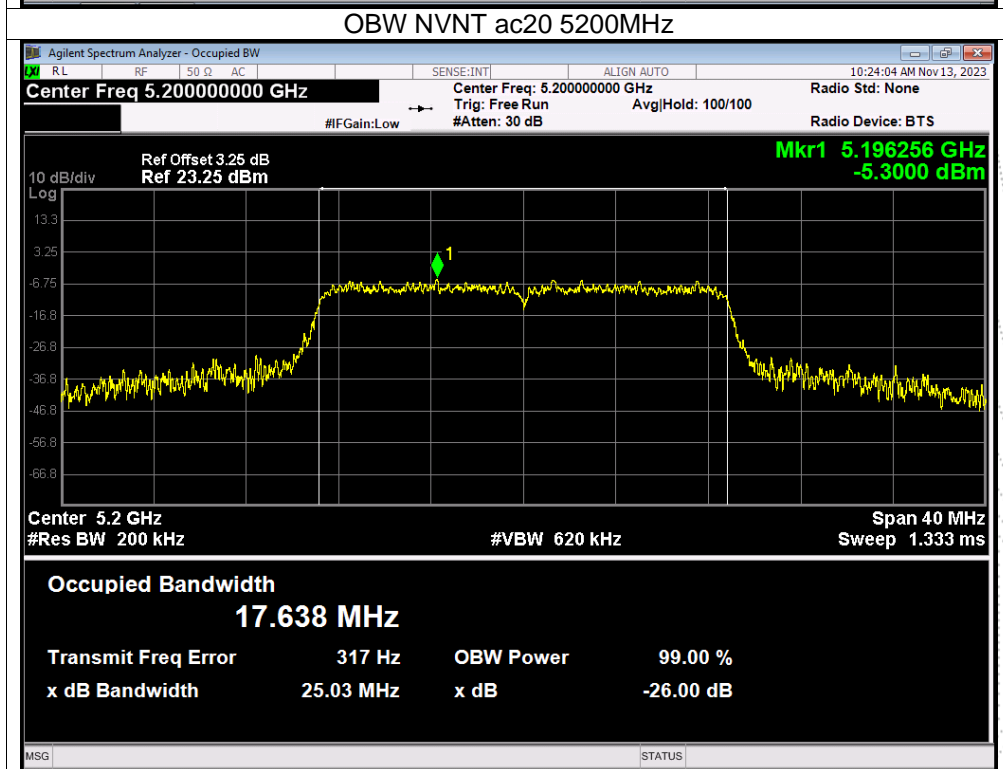 OBW NVNT ac20 5200MHz
Agilent Spectrum Analyzer - Occupied BW
LXI RL RF 50 Ω AC SENSE:INT ALIGN AUTO 10:24:04 AM Nov 13, 2023
Center Freq 5.200000000 GHz Center Freq: 5.200000000 GHz Radio Std: None
Trig: Free Run Avg|Hold: 100/100
#IFGain:Low #Atten: 30 dB Radio Device: BTS
Mkr1 5.196256 GHz
-5.3000 dBm
Ref Offset 3.25 dB
10 dB/div Ref 23.25 dBm
Log
13.3
3.25
1
-6.75
-16.8
-26.8
-36.8
-46.8
-56.8
-66.8
Center 5.2 GHz Span 40 MHz
#Res BW 200 kHz #VBW 620 kHz Sweep 1.333 ms
Occupied Bandwidth
17.638 MHz
Transmit Freq Error 317 Hz OBW Power 99.00 %
x dB Bandwidth 25.03 MHz x dB -26.00 dB
MSG STATUS